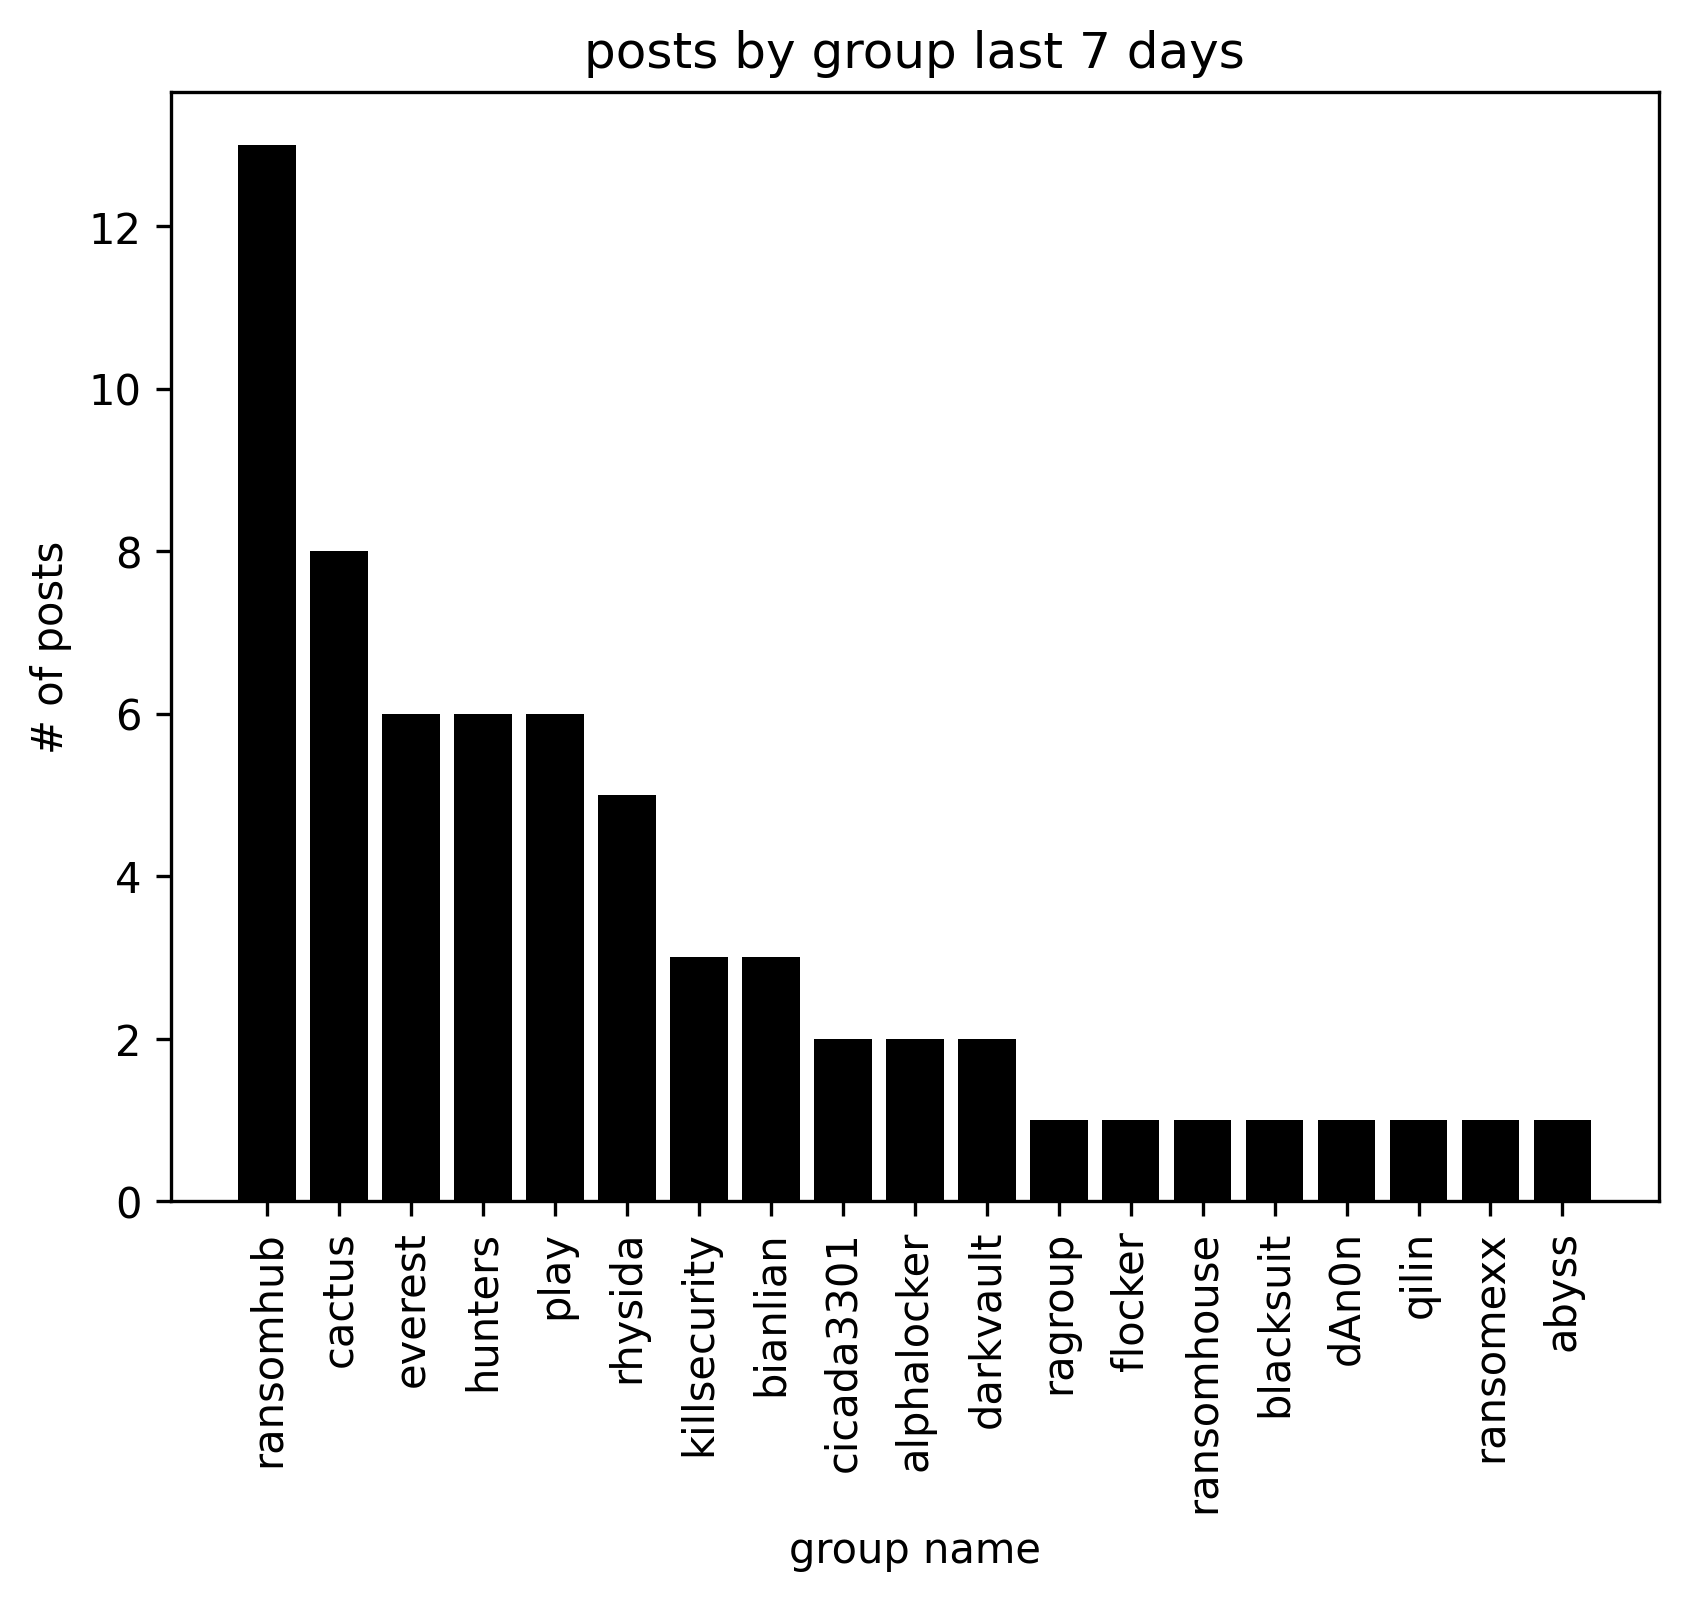 posts by group last 7 days
# of posts
12
10
8
6
4
2
0
ransomhub
cactus
everest
hunters
play
rhysida
killsecurity
bianlian
cicada3301
alphalocker
darkvault
ragroup
flocker
ransomhouse
blacksuit
dAn0n
qilin
ransomexx
abyss
group name